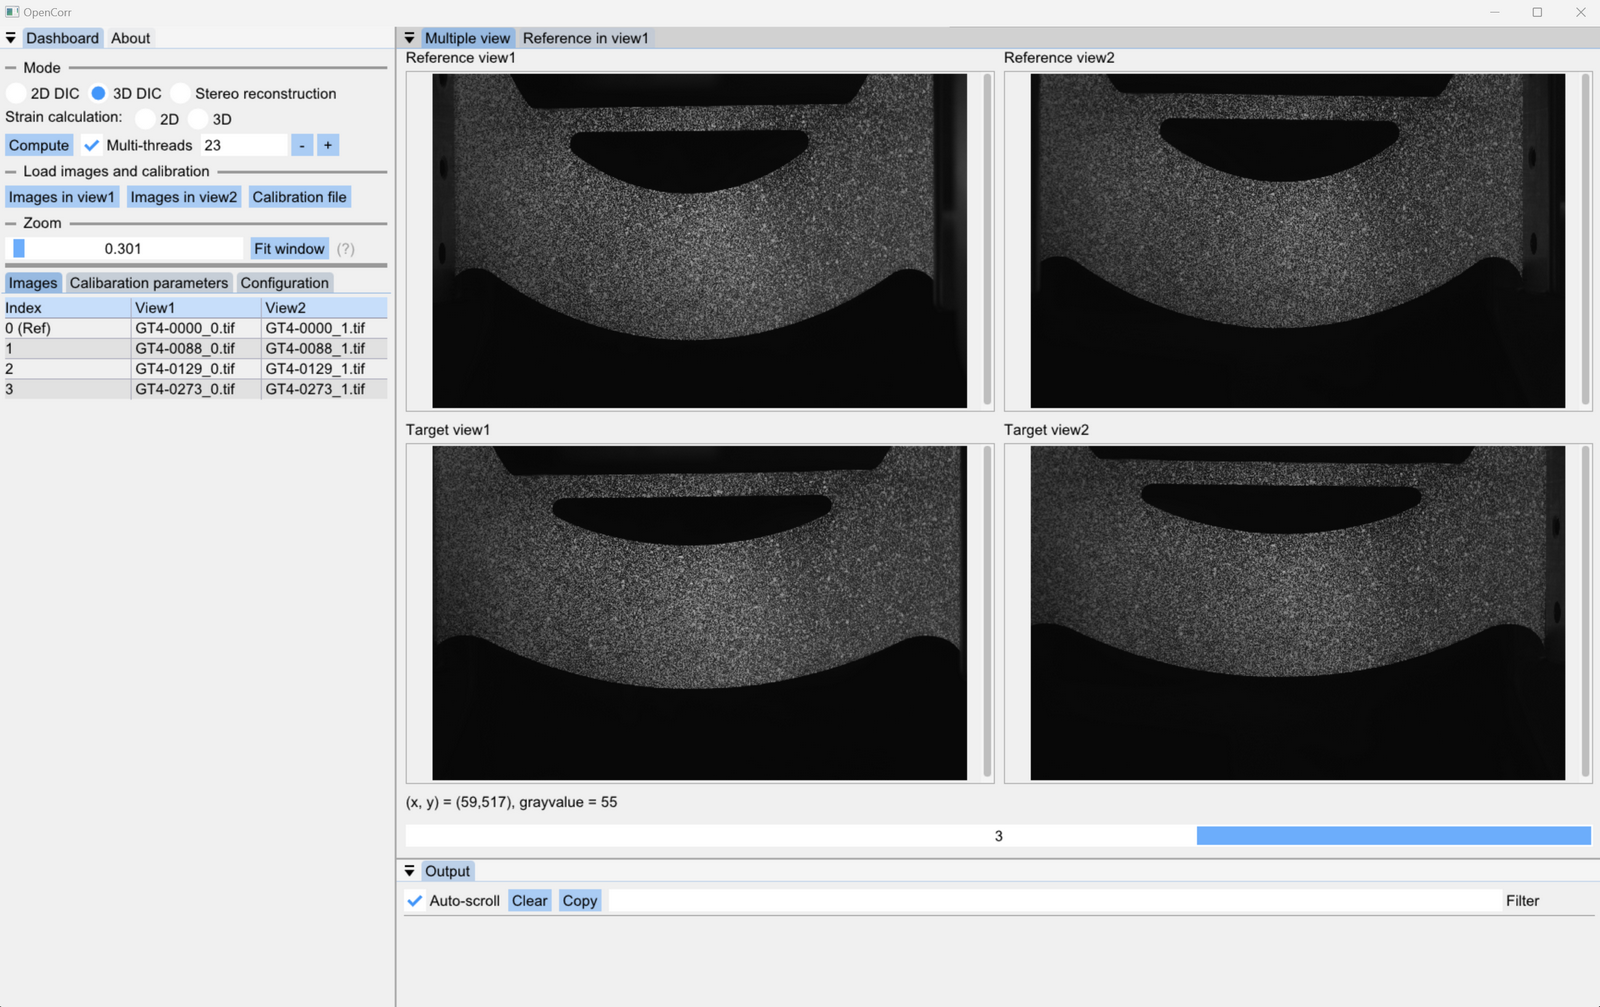 OpenCorr
Dashboard About
Mode
2D DIC 3D DIC Stereo reconstruction
Strain calculation: 2D 3D
Compute Multi-threads 23 - +
Load images and calibration
Images in view1 Images in view2 Calibration file
Zoom
0.301 Fit window (?)
Images Calibaration parameters Configuration
Index View1 View2
0 (Ref) GT4-0000_0.tif GT4-0000_1.tif
1 GT4-0088_0.tif GT4-0088_1.tif
2 GT4-0129_0.tif GT4-0129_1.tif
3 GT4-0273_0.tif GT4-0273_1.tif
Multiple view Reference in view1
Reference view1 Reference view2
Target view1 Target view2
(x, y) = (59,517), grayvalue = 55
3
Output
Auto-scroll Clear Copy Filter